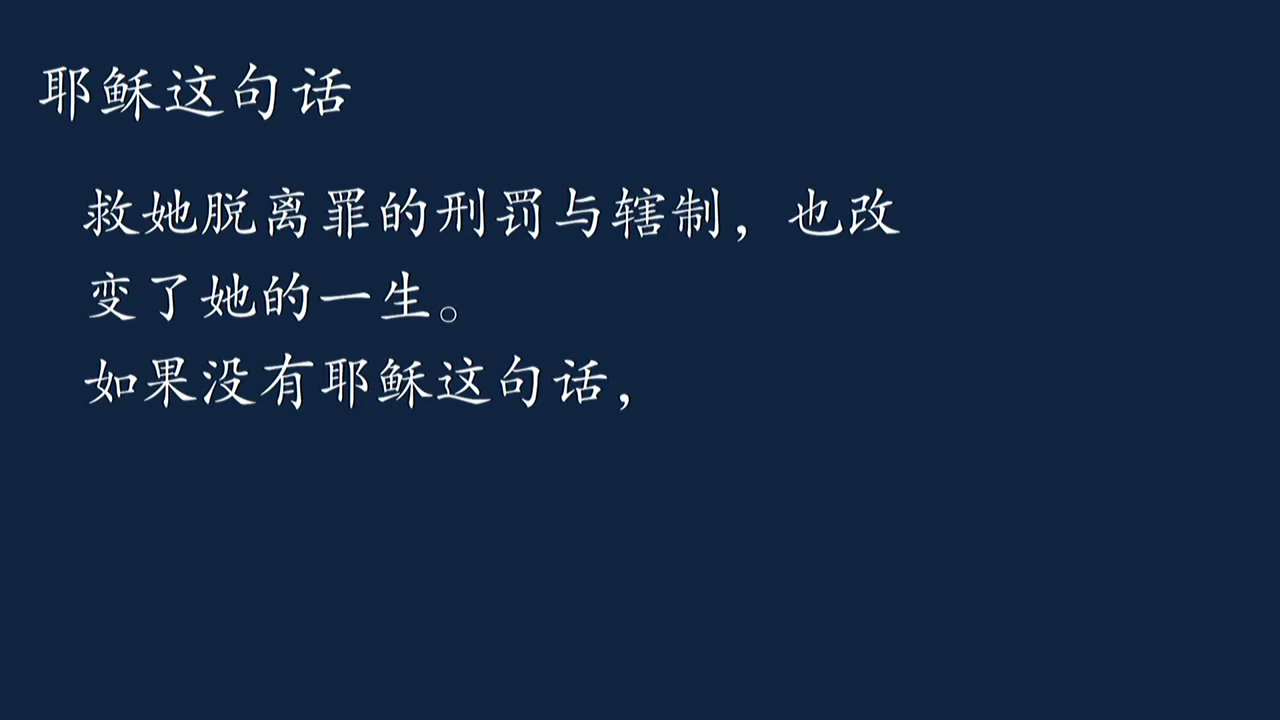 耶稣这句话
救她脱离罪的刑罚与辖制，也改
变了她的一生。
如果没有耶稣这句话，